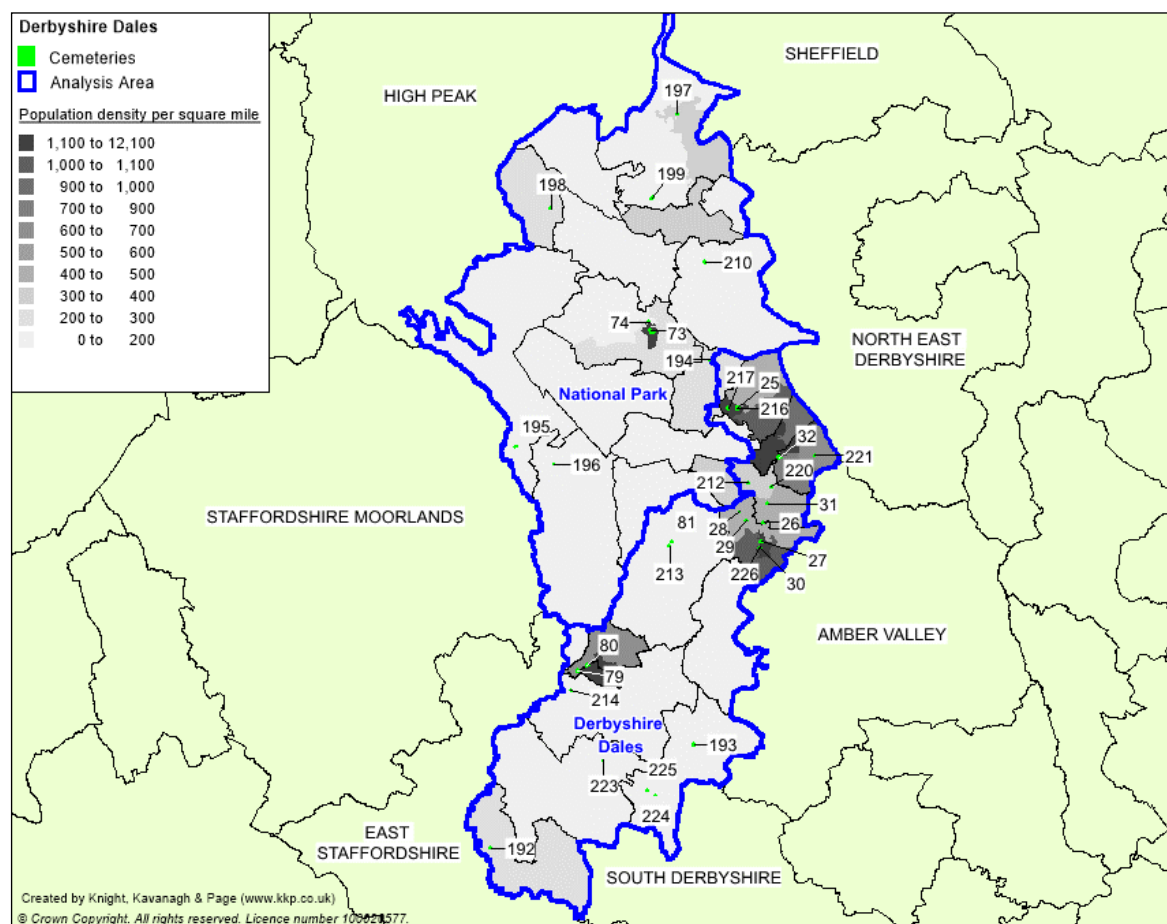 Derbyshire Dales
Cemeteries
Analysis Area
Population density per square mile
1,100 to 12,100
1,000 to 1,100
900 to 1,000
700 to 900
600 to 700
500 to 600
400 to 500
300 to 400
200 to 300
0 to 200
SHEFFIELD
HIGH PEAK
197
199
198
210
74
73
194
NORTH EAST
DERBYSHIRE
217
25
National Park
216
195
32
221
196
220
212
31
STAFFORDSHIRE MOORLANDS
81
28
26
29
27
213
226
30
AMBER VALLEY
80
79
214
Derbyshire
Dales
193
225
223
224
EAST
STAFFORDSHIRE
192
SOUTH DERBYSHIRE
Created by Knight, Kavanagh & Page (www.kkp.co.uk)
© Crown Copyright. All rights reserved. Licence number 100020577.